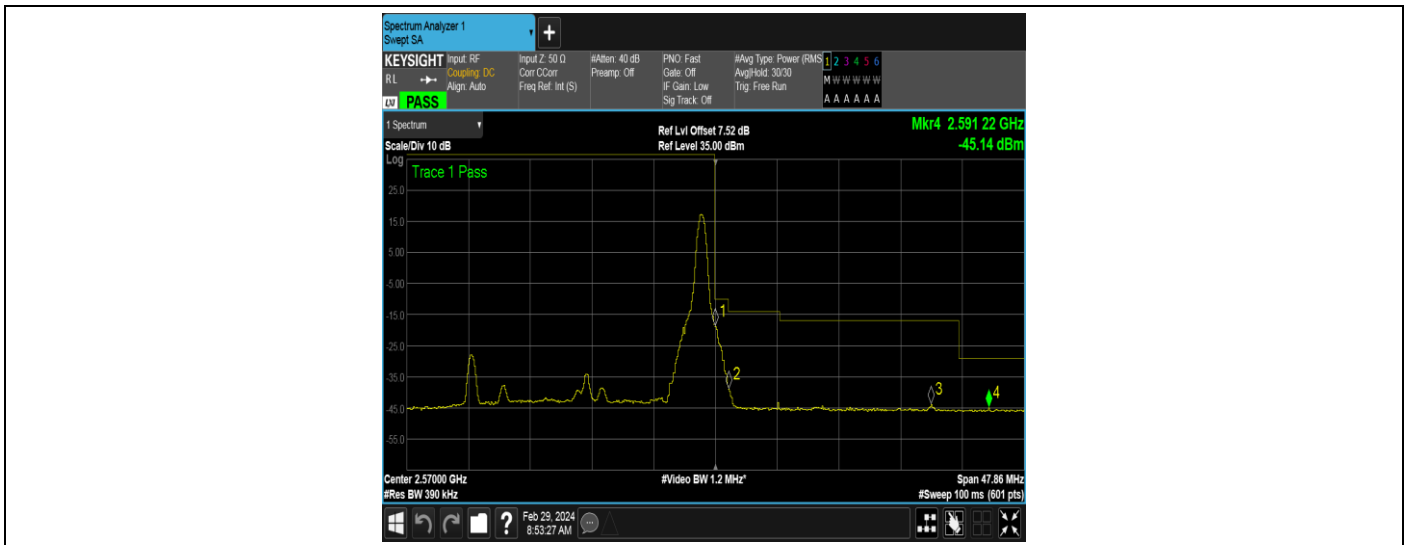 Spectrum Analyzer 1
Swept SA
+
KEYSIGHT
RL
LXI PASS
Input: RF
Coupling: DC
Align: Auto
Input Z: 50 Ω
Corr CCorr
Freq Ref: Int (S)
#Atten: 40 dB
Preamp: Off
PNO: Fast
Gate: Off
IF Gain: Low
Sig Track: Off
#Avg Type: Power (RMS
Avg|Hold: 30/30
Trig: Free Run
1 2 3 4 5 6
M W W W W W
A A A A A A
1 Spectrum
Scale/Div 10 dB
Ref Lvl Offset 7.52 dB
Ref Level 35.00 dBm
Mkr4 2.591 22 GHz
-45.14 dBm
Log
Trace 1 Pass
25.0
15.0
5.00
-5.00
-15.0
-25.0
-35.0
-45.0
-55.0
1
2
3
4
Center 2.57000 GHz
#Video BW 1.2 MHz*
Span 47.86 MHz
#Res BW 390 kHz
#Sweep 100 ms (601 pts)
?
Feb 29, 2024
8:53:27 AM